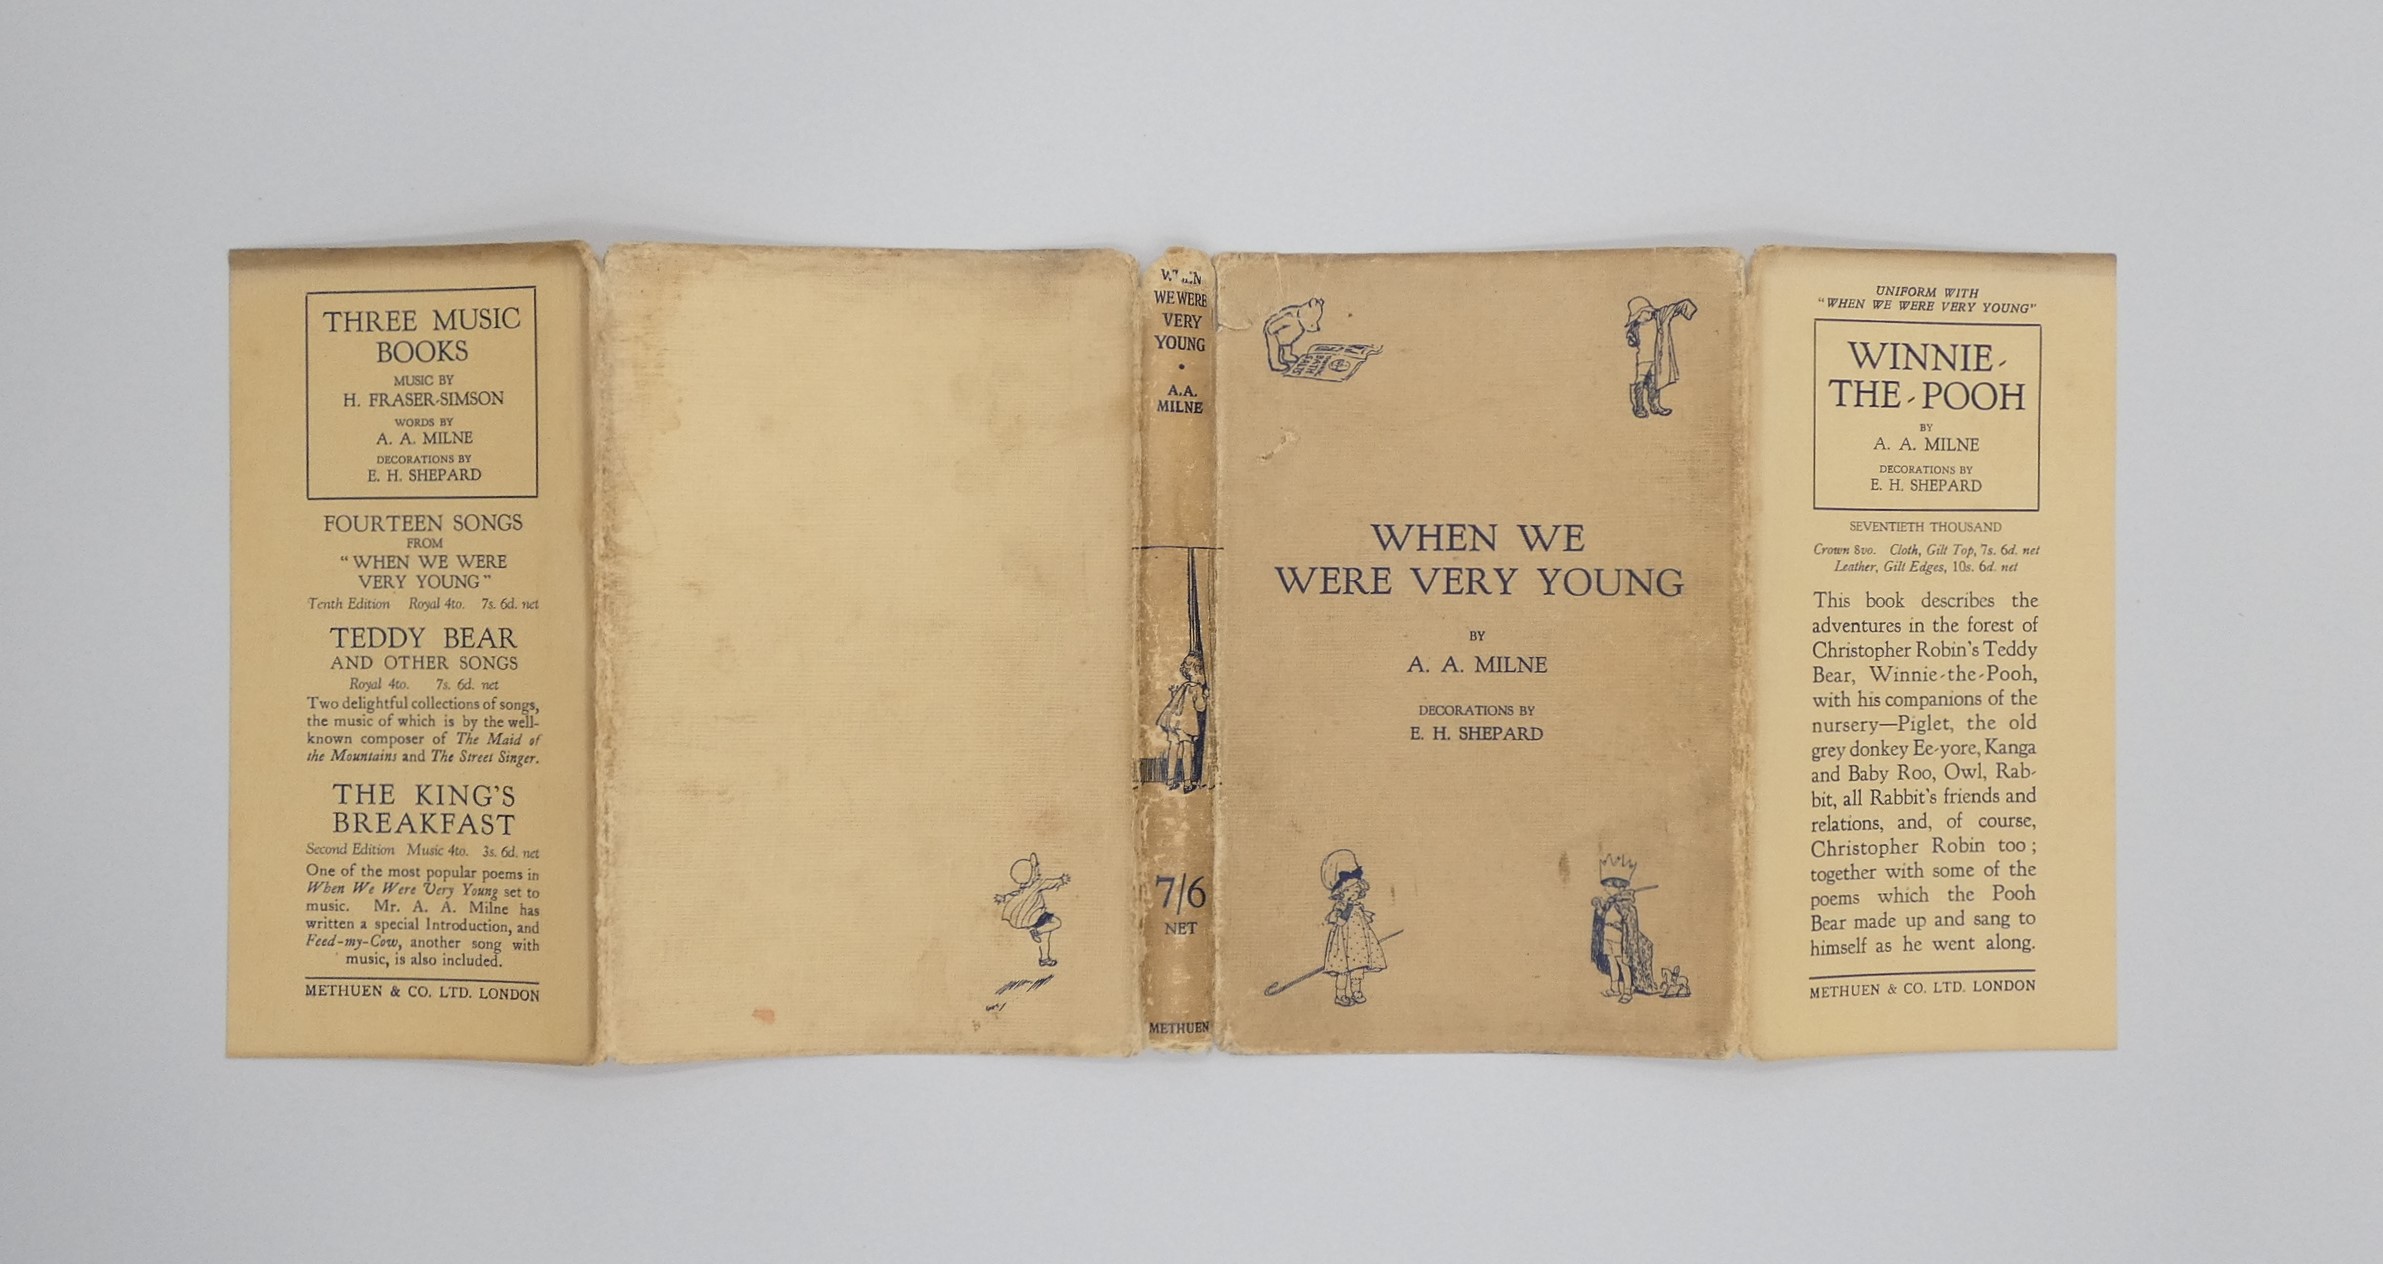 THREE MUSIC
BOOKS
MUSIC BY
H. FRASER-SIMSON
WORDS BY
A. A. MILNE
DECORATIONS BY
E. H. SHEPARD
FOURTEEN SONGS
FROM
"WHEN WE WERE
VERY YOUNG"
Tenth Edition Royal 4to. 7s. 6d. net
TEDDY BEAR
AND OTHER SONGS
Royal 4to. 7s. 6d. net
Two delightful collections of songs,
the music of which is by the well-
known composer of The Maid of
the Mountains and The Street Singer.
THE KING'S
BREAKFAST
Second Edition Music 4to. 3s. 6d. net
One of the most popular poems in
When We Were Very Young set to
music. Mr. A. A. Milne has
written a special Introduction, and
Feed-my-Cow, another song with
music, is also included.
METHUEN & CO. LTD. LONDON
WE WERE
VERY
YOUNG
•
A.A.
MILNE
7/6
NET
METHUEN
WHEN WE
WERE VERY YOUNG
BY
A. A. MILNE
DECORATIONS BY
E. H. SHEPARD
UNIFORM WITH
"WHEN WE WERE VERY YOUNG"
WINNIE-
THE-POOH
BY
A. A. MILNE
DECORATIONS BY
E. H. SHEPARD
SEVENTIETH THOUSAND
Crown 8vo. Cloth, Gilt Top, 7s. 6d. net
Leather, Gilt Edges, 10s. 6d. net
This book describes the
adventures in the forest of
Christopher Robin's Teddy
Bear, Winnie-the-Pooh,
with his companions of the
nursery—Piglet, the old
grey donkey Ee-yore, Kanga
and Baby Roo, Owl, Rab-
bit, all Rabbit's friends and
relations, and, of course,
Christopher Robin too ;
together with some of the
poems which the Pooh
Bear made up and sang to
himself as he went along.
METHUEN & CO. LTD. LONDON